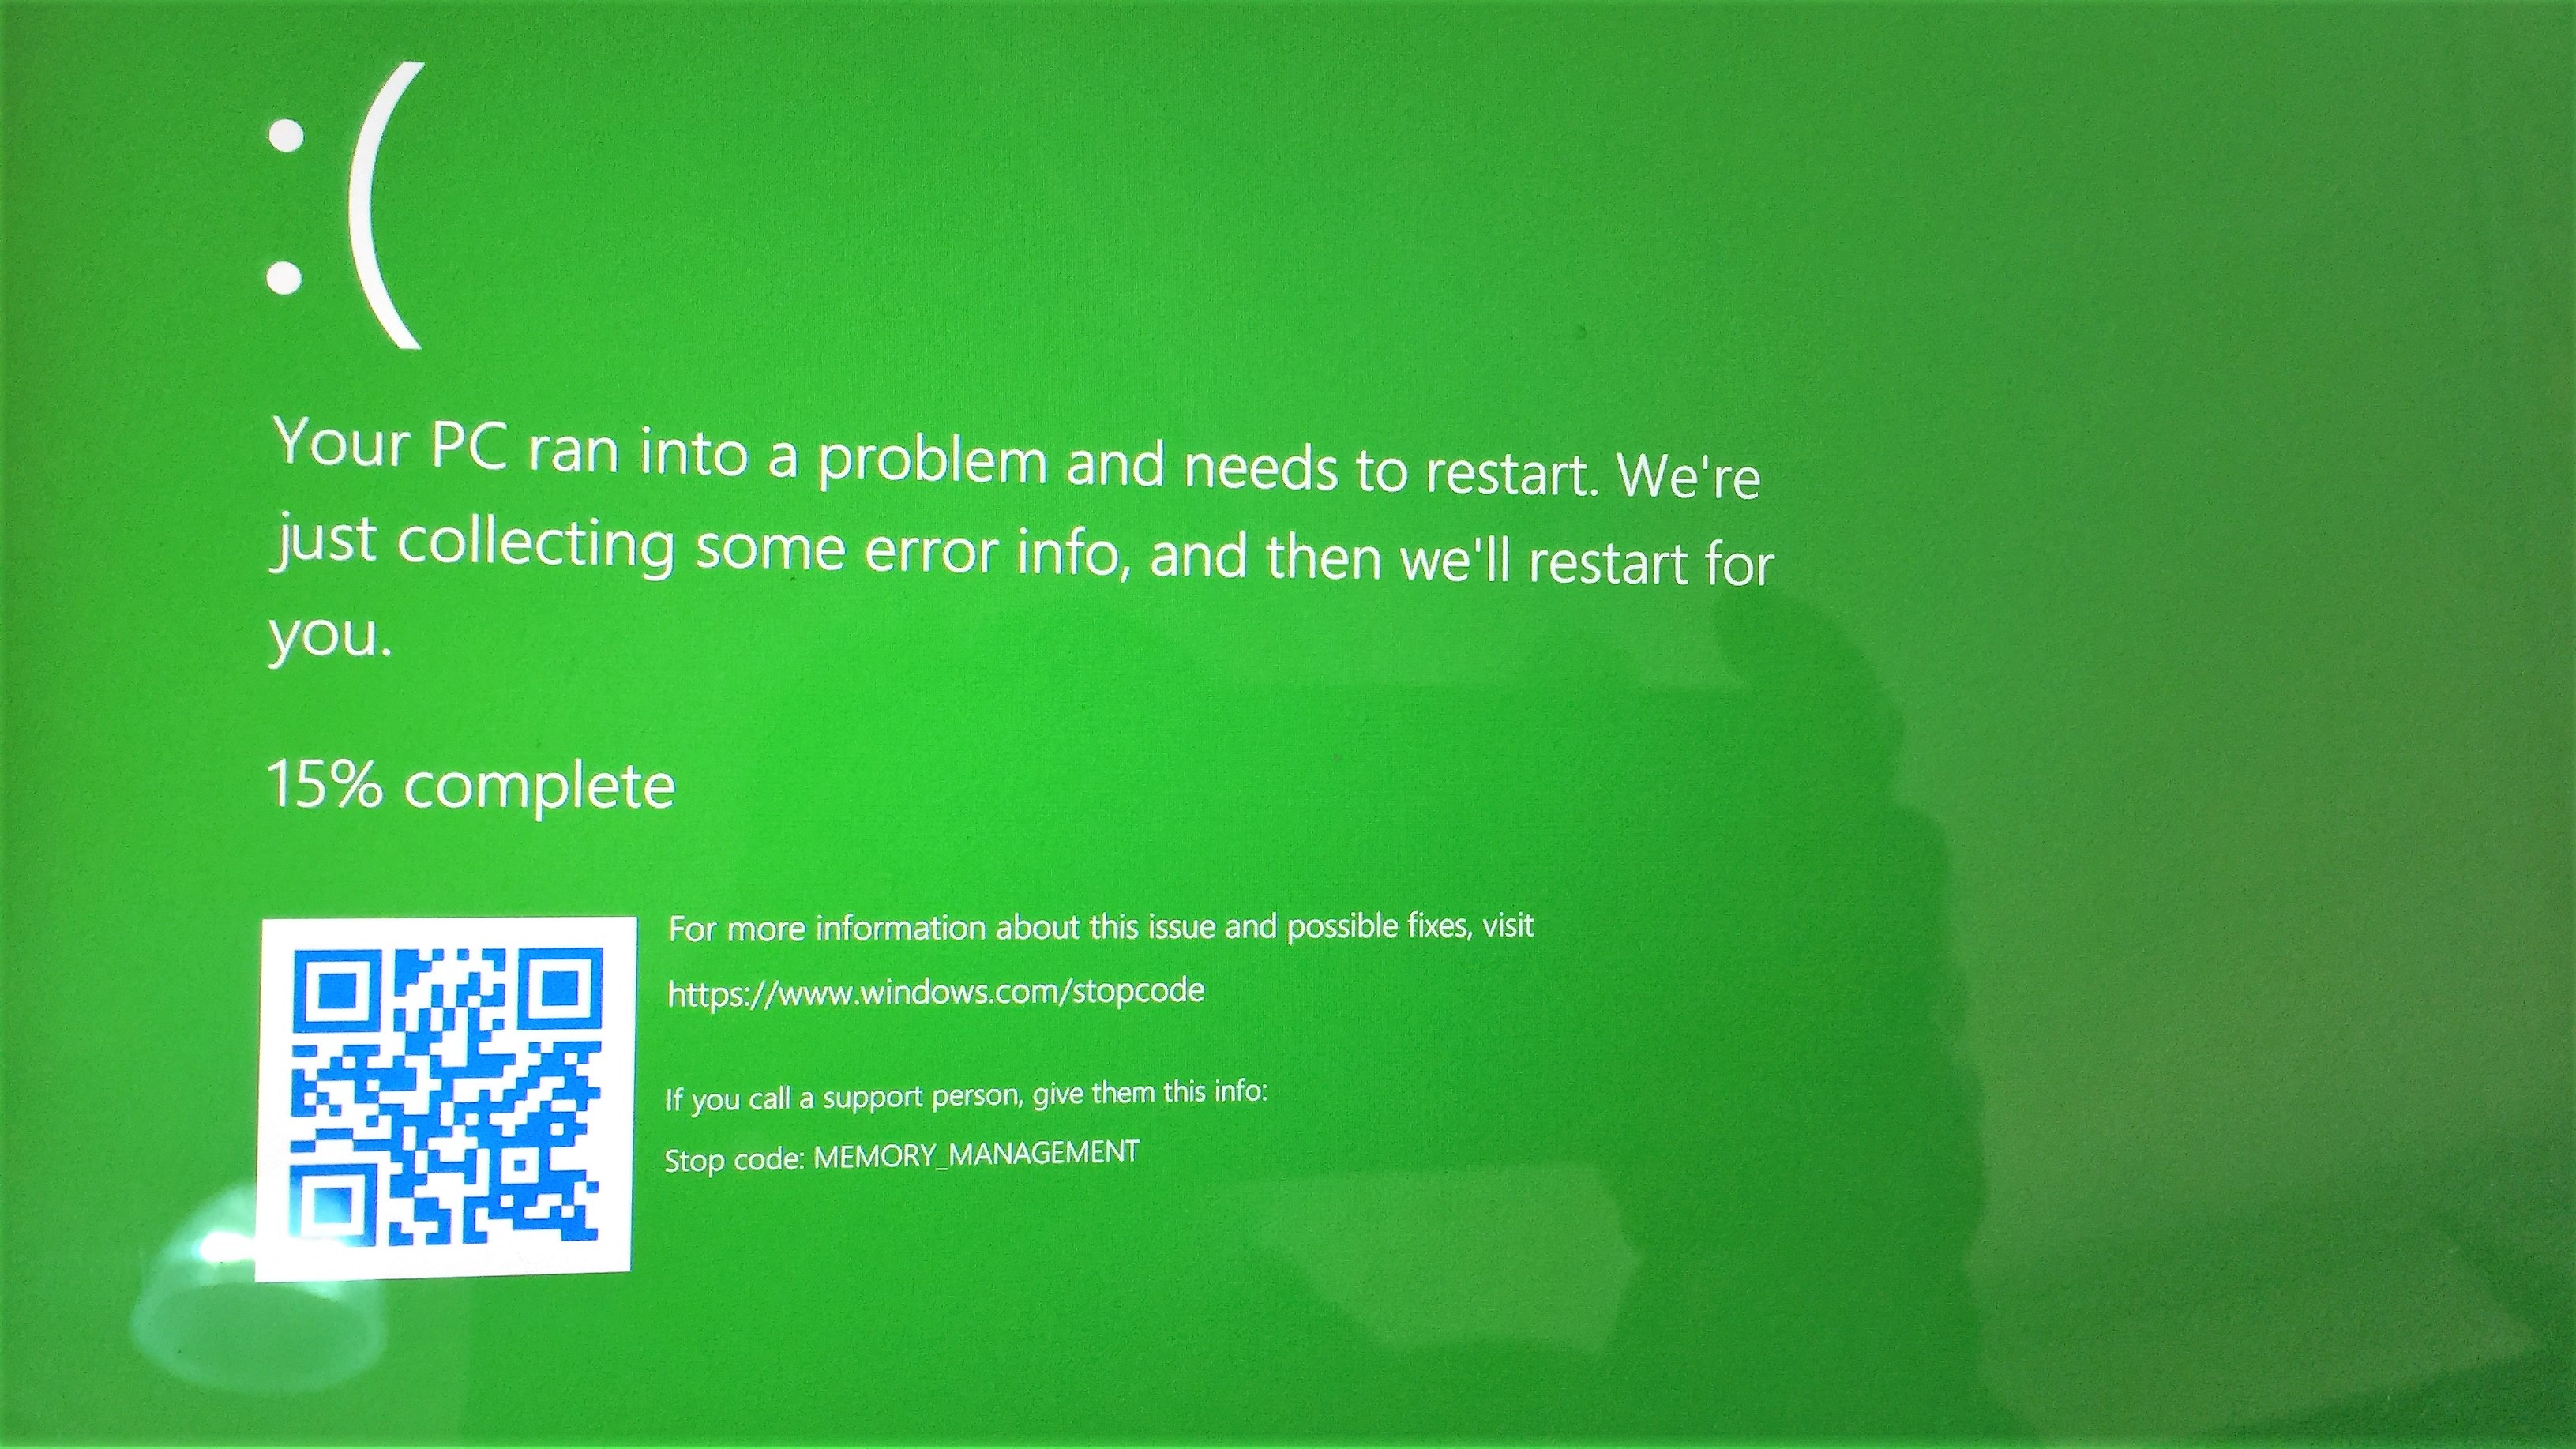 :(
Your PC ran into a problem and needs to restart. We're
just collecting some error info, and then we'll restart for
you.
15% complete
For more information about this issue and possible fixes, visit
https://www.windows.com/stopcode
If you call a support person, give them this info:
Stop code: MEMORY_MANAGEMENT